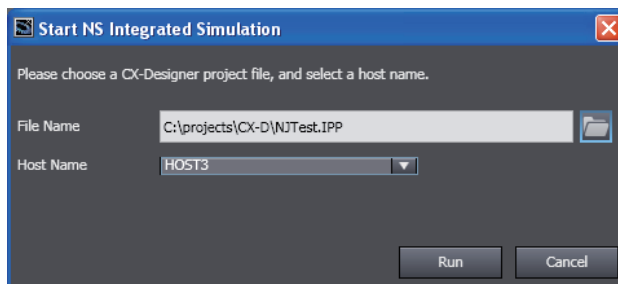 Start NS Integrated Simulation
Please choose a CX-Designer project file, and select a host name.
File Name C:\projects\CX-D\NJTest.IPP
Host Name HOST3
Run Cancel